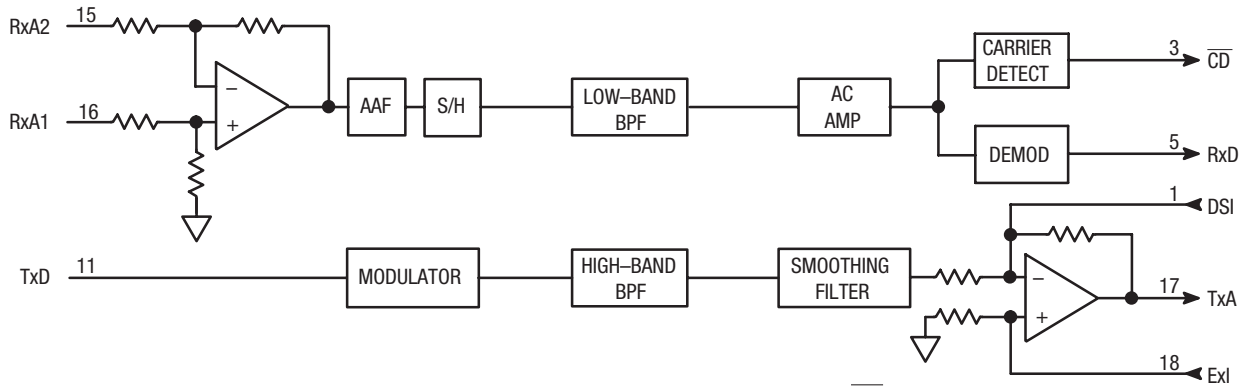 RxA2 15
RxA1 16
−
+
AAF
S/H
LOW–BAND
BPF
AC
AMP
CARRIER
DETECT
3 C̅D̅
DEMOD
5 RxD
TxD 11
MODULATOR
HIGH–BAND
BPF
SMOOTHING
FILTER
1 DSI
−
+
17 TxA
18 ExI